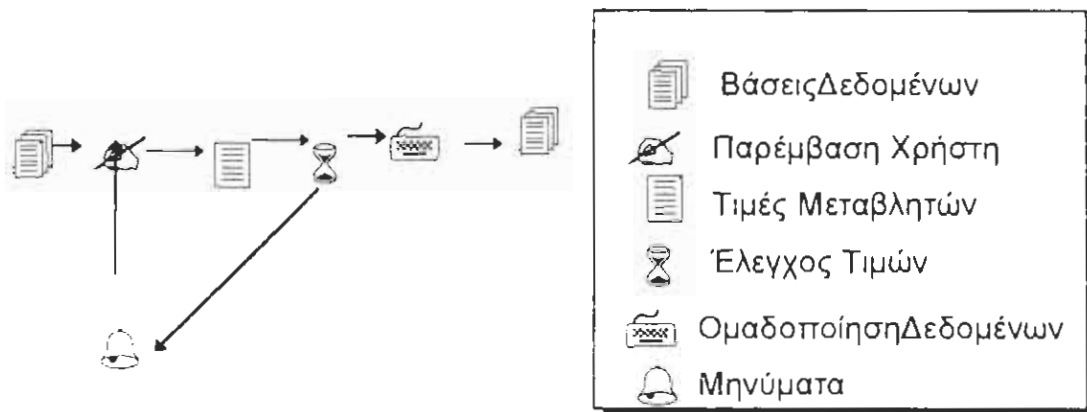 ΒάσειςΔεδομένων
Παρέμβαση Χρήστη
Τιμές Μεταβλητών
Έλεγχος Τιμών
ΟμαδοποίησηΔεδομένων
Μηνύματα